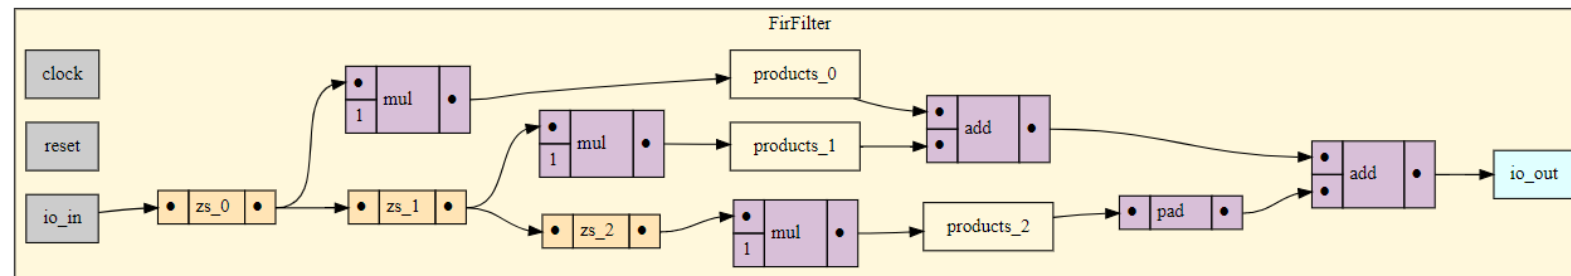 FirFilter
clock
reset
io_in
zs_0
mul
1
zs_1
mul
1
zs_2
mul
1
products_0
products_1
products_2
add
pad
add
io_out